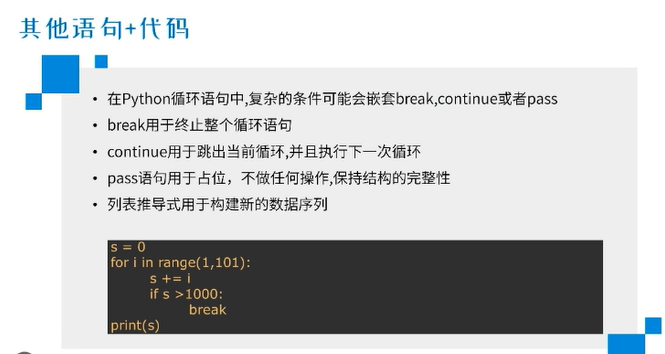 其他语句+代码
• 在Python循环语句中,复杂的条件可能会嵌套break,continue或者pass
• break用于终止整个循环语句
• continue用于跳出当前循环,并且执行下一次循环
• pass语句用于占位，不做任何操作,保持结构的完整性
• 列表推导式用于构建新的数据序列
s = 0
for i in range(1,101):
s += i
if s >1000:
break
print(s)